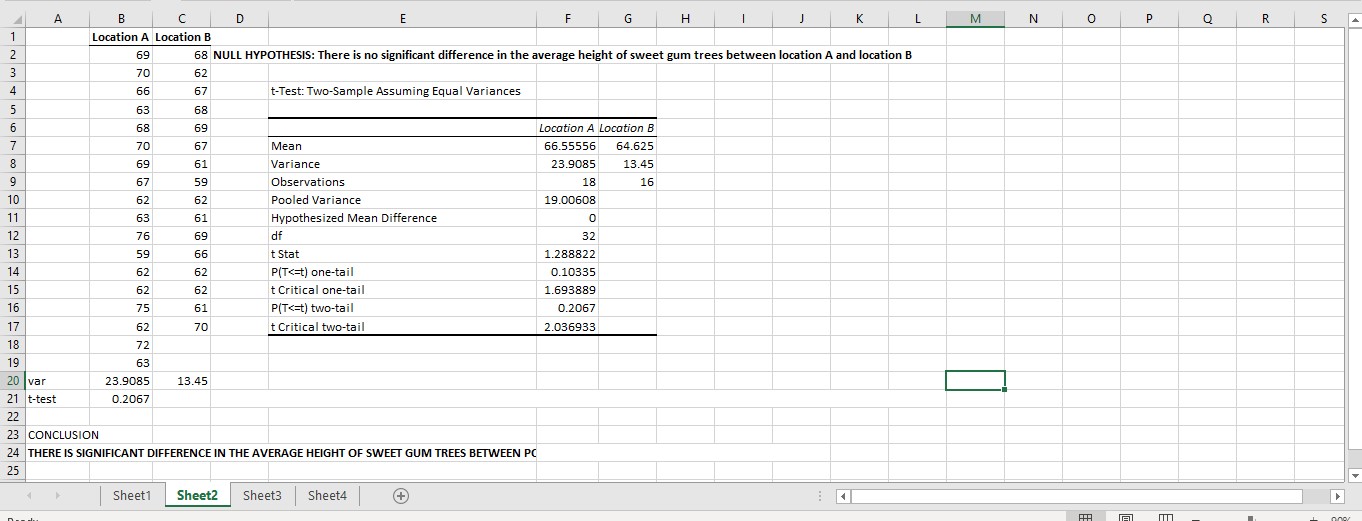 A B C D E F G H I J K L M N O P Q R S
1 Location A Location B
2 69 68 NULL HYPOTHESIS: There is no significant difference in the average height of sweet gum trees between location A and location B
3 70 62
4 66 67 t-Test: Two-Sample Assuming Equal Variances
5 63 68
6 68 69 Location A Location B
7 70 67 Mean 66.55556 64.625
8 69 61 Variance 23.9085 13.45
9 67 59 Observations 18 16
10 62 62 Pooled Variance 19.00608
11 63 61 Hypothesized Mean Difference 0
12 76 69 df 32
13 59 66 t Stat 1.288822
14 62 62 P(T<=t) one-tail 0.10335
15 62 62 t Critical one-tail 1.693889
16 75 61 P(T<=t) two-tail 0.2067
17 62 70 t Critical two-tail 2.036933
18 72
19 63
20 var 23.9085 13.45
21 t-test 0.2067
22
23 CONCLUSION
24 THERE IS SIGNIFICANT DIFFERENCE IN THE AVERAGE HEIGHT OF SWEET GUM TREES BETWEEN
25
Sheet1 Sheet2 Sheet3 Sheet4